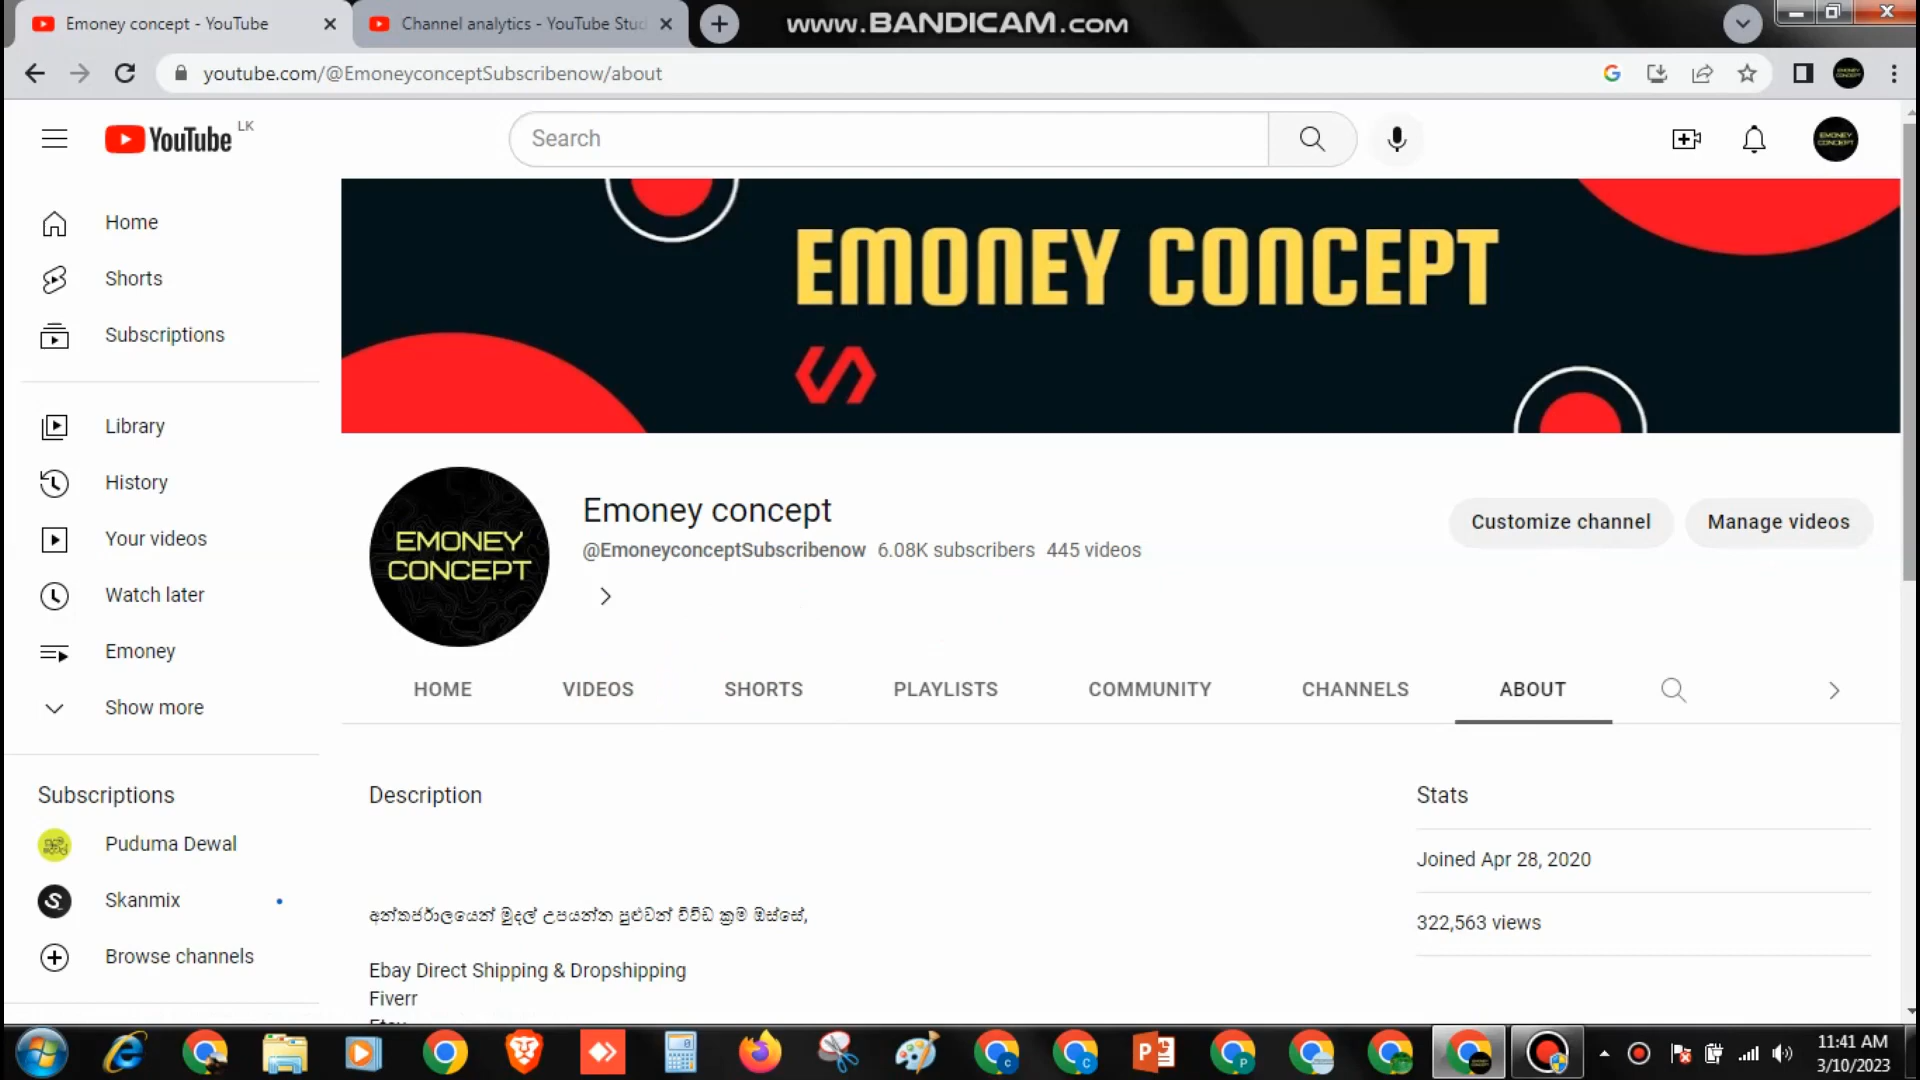 Emoney concept - YouTube
Channel analytics - YouTube Stud
www.BANDICAM.com
youtube.com/@EmoneyconceptSubscribenow/about
YouTube LK
Search
Home
Shorts
Subscriptions
Library
History
Your videos
Watch later
Emoney
Show more
Subscriptions
Puduma Dewal
Skanmix
Browse channels
EMONEY CONCEPT
EMONEY
CONCEPT
Emoney concept
@EmoneyconceptSubscribenow 6.08K subscribers 445 videos
Customize channel
Manage videos
HOME
VIDEOS
SHORTS
PLAYLISTS
COMMUNITY
CHANNELS
ABOUT
Description
අන්තර්ජාලයෙන් මුදල් උපයන්න පුළුවන් විවිධ ක්‍රම ඔස්සේ,
Ebay Direct Shipping & Dropshipping
Fiverr
Stats
Joined Apr 28, 2020
322,563 views
11:41 AM
3/10/2023